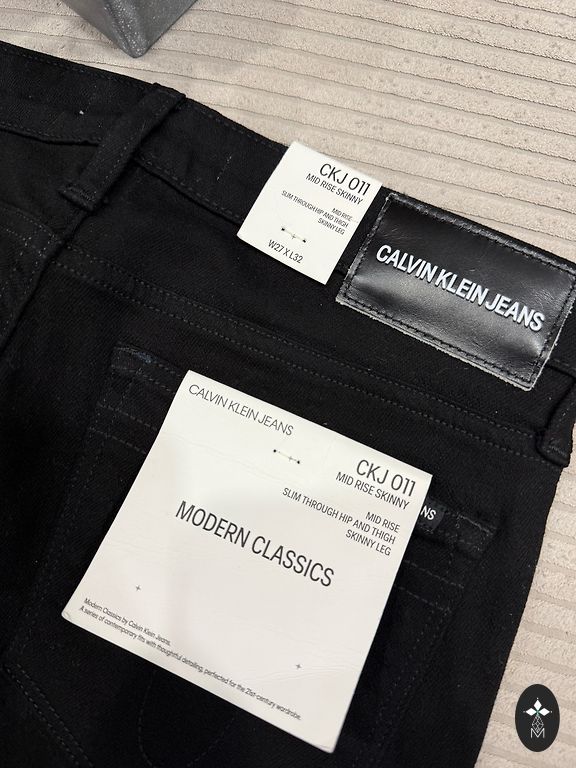 CKJ 011
MID RISE SKINNY
MID RISE
SLIM THROUGH HIP AND THIGH
SKINNY LEG
W27 X L32
CALVIN KLEIN JEANS
CALVIN KLEIN JEANS
CKJ 011
MID RISE SKINNY
MID RISE
SLIM THROUGH HIP AND THIGH
SKINNY LEG
NS
MODERN CLASSICS
Modern Classics by Calvin Klein Jeans.
A series of contemporary fits with thoughtful detailing, perfected for the 21st-century wardrobe.
M